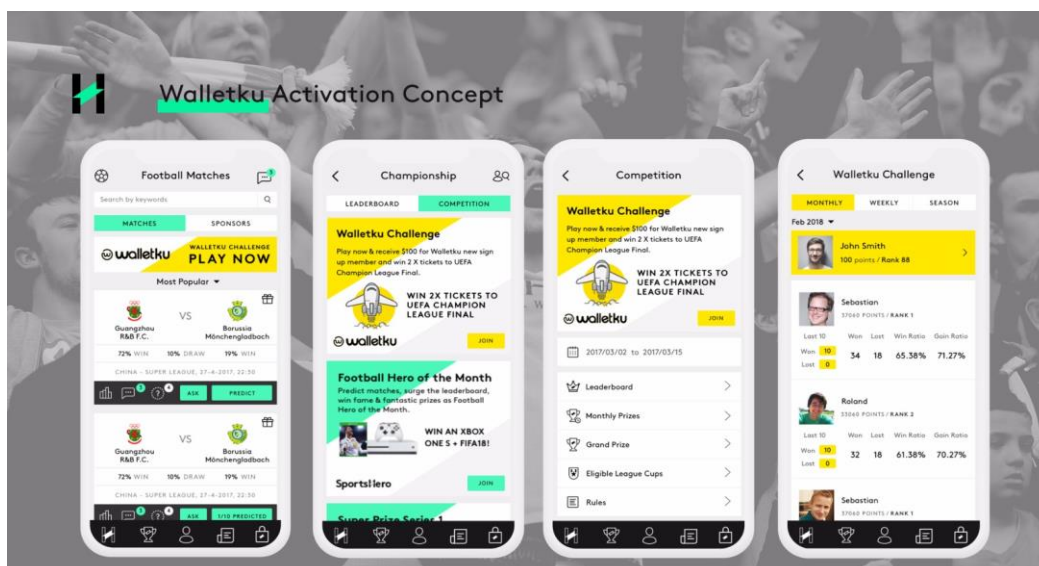 Walletku Activation Concept
Football Matches
Search by keywords
MATCHES
SPONSORS
walletku
WALLETKU CHALLENGE
PLAY NOW
Most Popular
VS
Guangzhou
R&B F.C.
Borussia
Mönchengladbach
72% WIN
10% DRAW
19% WIN
CHINA - SUPER LEAGUE, 27-4-2017, 22:30
ASK
PREDICT
VS
Guangzhou
R&B F.C.
Borussia
Mönchengladbach
72% WIN
10% DRAW
19% WIN
CHINA - SUPER LEAGUE, 27-4-2017, 22:30
ASK
1/10 PREDICTED
Championship
LEADERBOARD
COMPETITION
Walletku Challenge
Play now & receive $100 for Walletku new sign
up member and win 2 X tickets to UEFA
Champion League Final.
WIN 2X TICKETS TO
UEFA CHAMPION
LEAGUE FINAL
walletku
JOIN
Football Hero of the Month
Predict matches, surge the leaderboard,
win fame & fantastic prizes as Football
Hero of the Month.
WIN AN XBOX
ONE S + FIFA18!
SportsHero
JOIN
Super Prize Series 1
Competition
Walletku Challenge
Play now & receive $100 for Walletku new sign
up member and win 2 X tickets to UEFA
Champion League Final.
WIN 2X TICKETS TO
UEFA CHAMPION
LEAGUE FINAL
walletku
JOIN
2017/03/02 to 2017/03/15
Leaderboard
Monthly Prizes
Grand Prize
Eligible League Cups
Rules
Walletku Challenge
MONTHLY
WEEKLY
SEASON
Feb 2018
John Smith
100 points / Rank 88
Sebastian
37060 POINTS / RANK 1
Last 10 Won Lost Win Ratio Gain Ratio
Won 10
Lost 0
34 18 65.38% 71.27%
Roland
35060 POINTS / RANK 2
Last 10 Won Lost Win Ratio Gain Ratio
Won 10
Lost 0
32 18 61.38% 70.27%
Sebastian
37060 POINTS / RANK 1